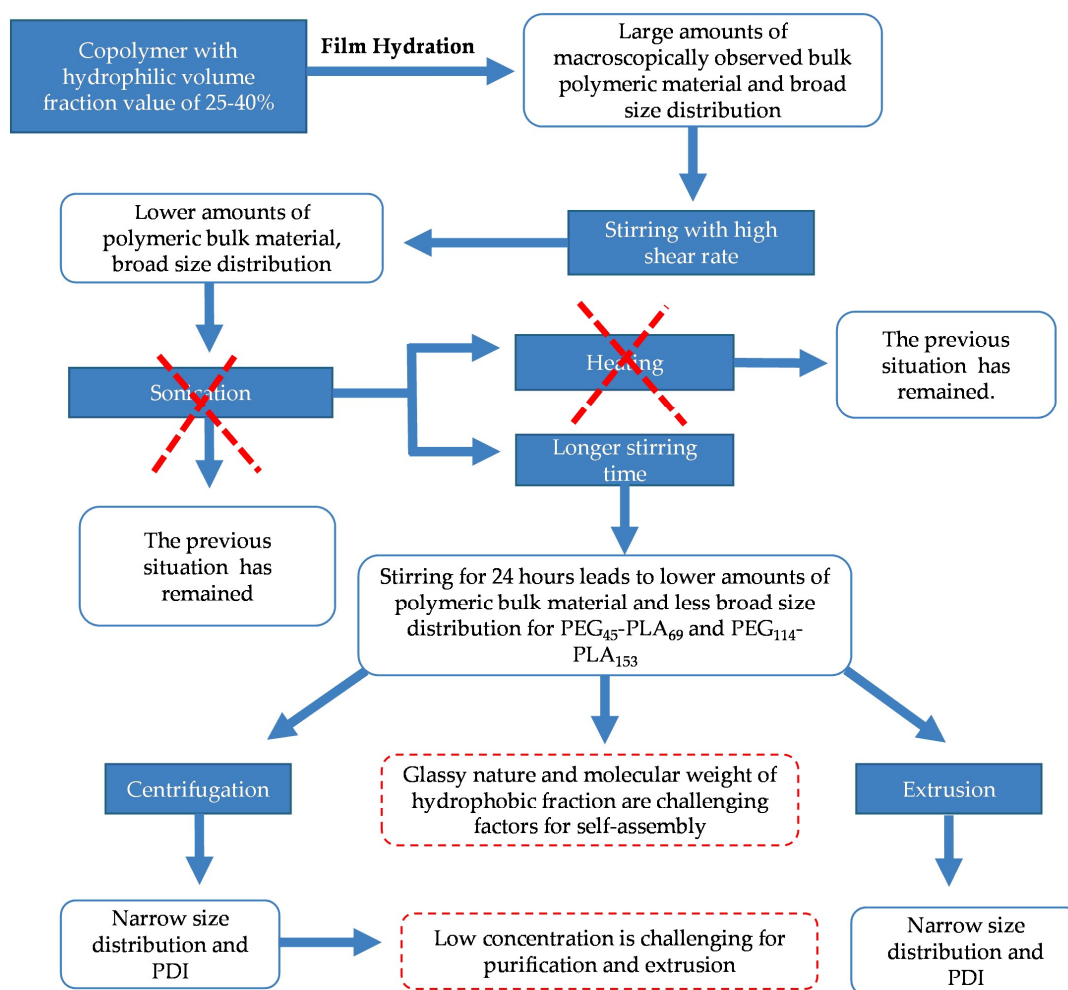 Copolymer with
hydrophilic volume
fraction value of 25-40%
Film Hydration
Large amounts of
macroscopically observed bulk
polymeric material and broad
size distribution
Lower amounts of
polymeric bulk material,
broad size distribution
Stirring with high
shear rate
Sonication
Heating
The previous
situation has
remained.
Longer stirring
time
The previous
situation has
remained
Stirring for 24 hours leads to lower amounts of
polymeric bulk material and less broad size
distribution for PEG₄₅-PLA₆₉ and PEG₁₁₄-
PLA₁₅₃
Centrifugation
Glassy nature and molecular weight of
hydrophobic fraction are challenging
factors for self-assembly
Extrusion
Narrow size
distribution and
PDI
Low concentration is challenging for
purification and extrusion
Narrow size
distribution and
PDI